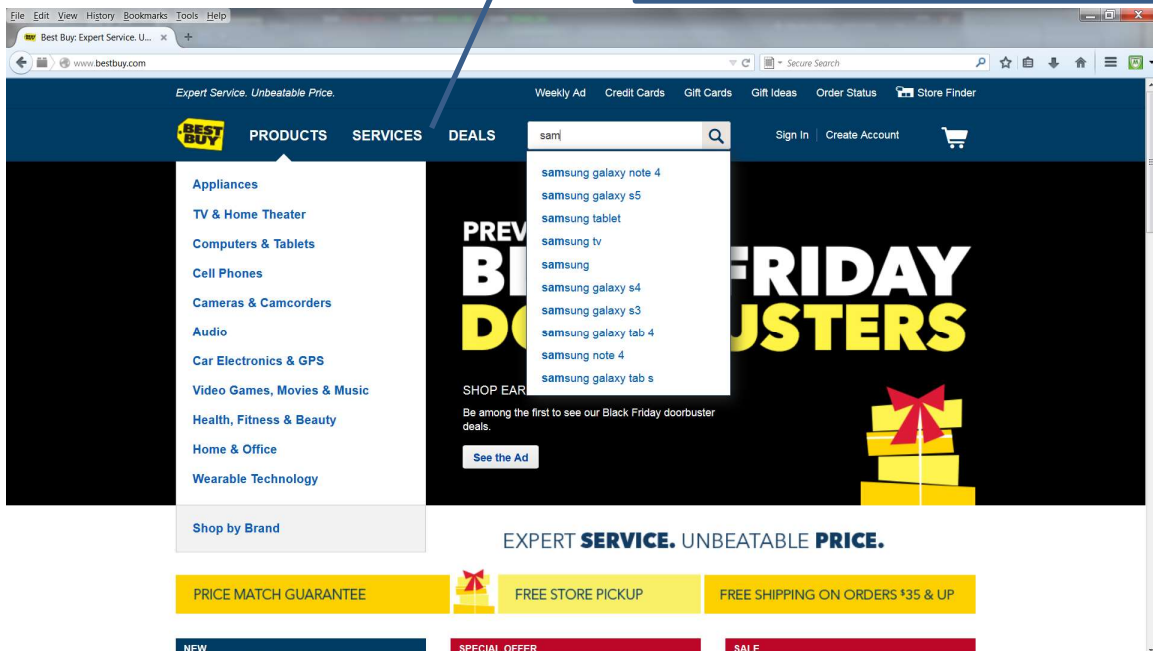 File Edit View History Bookmarks Tools Help
Best Buy: Expert Service. U... × +
www.bestbuy.com
Secure Search
Expert Service. Unbeatable Price.
Weekly Ad Credit Cards Gift Cards Gift Ideas Order Status Store Finder
BEST BUY
PRODUCTS SERVICES DEALS
sam
Sign In | Create Account
Appliances
TV & Home Theater
Computers & Tablets
Cell Phones
Cameras & Camcorders
Audio
Car Electronics & GPS
Video Games, Movies & Music
Health, Fitness & Beauty
Home & Office
Wearable Technology
Shop by Brand
samsung galaxy note 4
samsung galaxy s5
samsung tablet
samsung tv
samsung
samsung galaxy s4
samsung galaxy s3
samsung galaxy tab 4
samsung note 4
samsung galaxy tab s
PREV
BL FRIDAY
DO USTERS
SHOP EAR
Be among the first to see our Black Friday doorbuster
deals.
See the Ad
EXPERT SERVICE. UNBEATABLE PRICE.
PRICE MATCH GUARANTEE
FREE STORE PICKUP
FREE SHIPPING ON ORDERS $35 & UP
NEW
SPECIAL OFFER
SALE